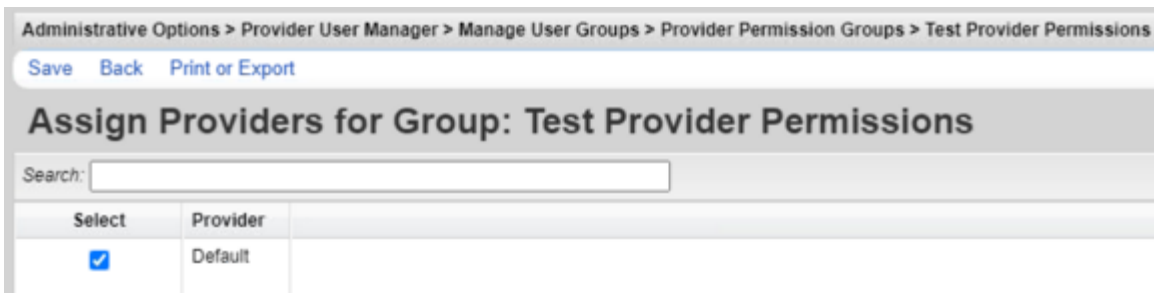 Administrative Options > Provider User Manager > Manage User Groups > Provider Permission Groups > Test Provider Permissions
Save Back Print or Export
Assign Providers for Group: Test Provider Permissions
Search:
Select Provider
Default